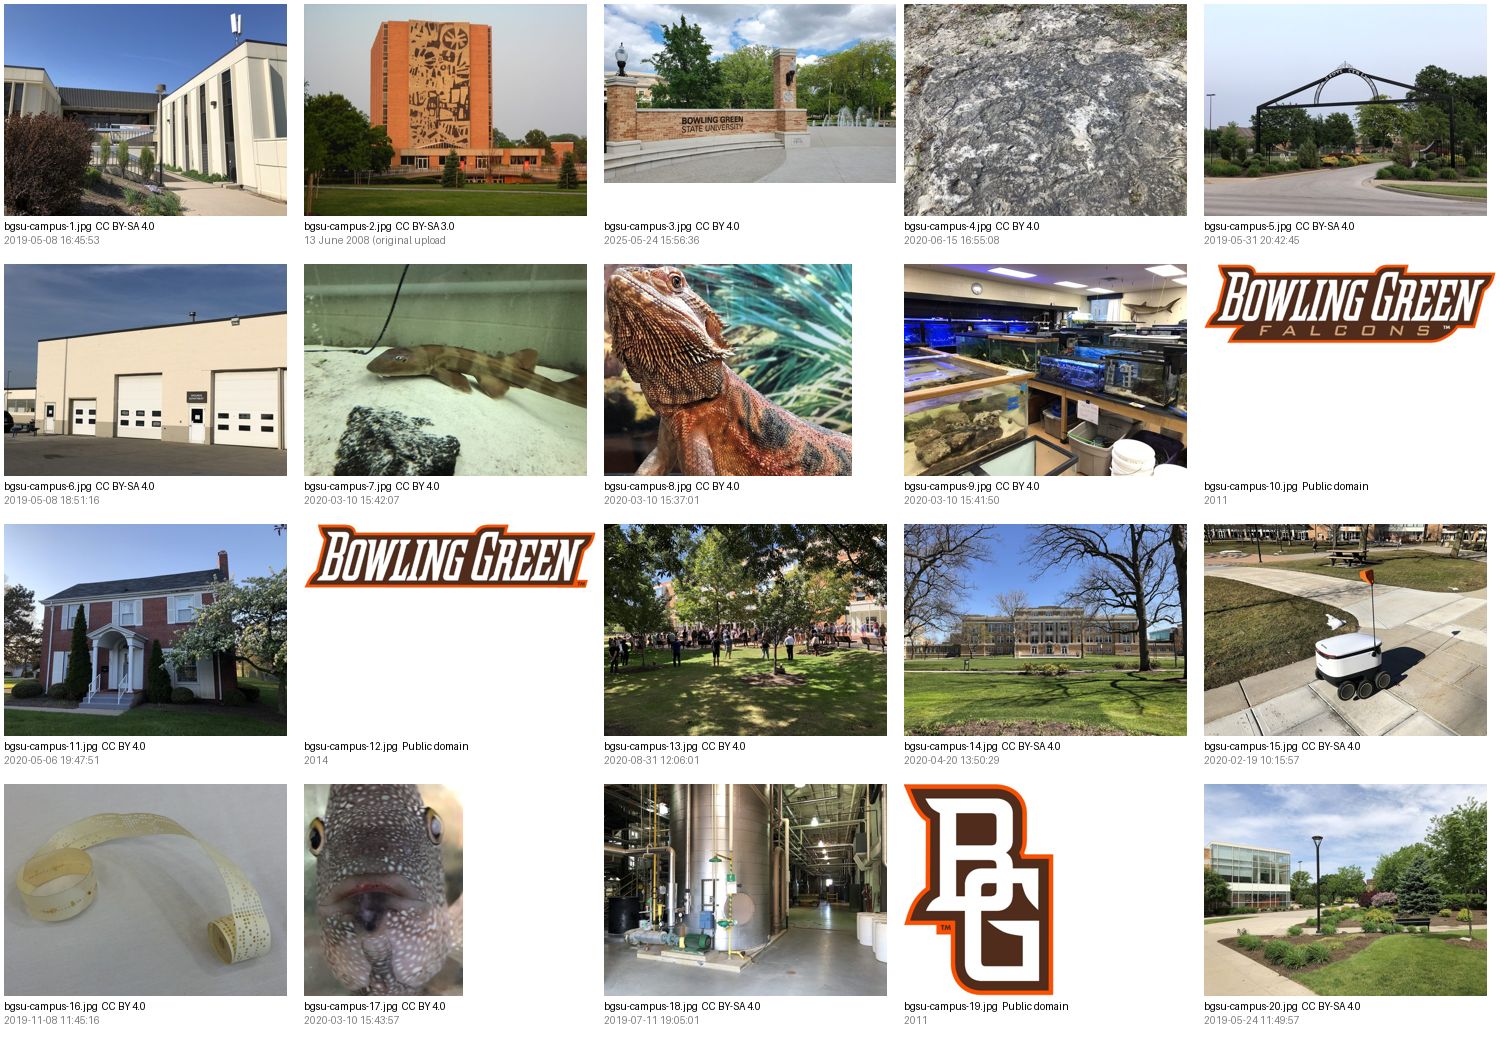 BOWLING GREEN
STATE UNIVERSITY
bgsu-campus-1.jpg CC BY-SA 4.0
2019-05-08 16:45:53
bgsu-campus-2.jpg CC BY-SA 3.0
13 June 2008 (original upload
bgsu-campus-3.jpg CC BY 4.0
2025-05-24 15:56:36
bgsu-campus-4.jpg CC BY 4.0
2020-06-15 16:55:08
bgsu-campus-5.jpg CC BY-SA 4.0
2019-05-31 20:42:45
BOWLING GREEN
FALCONS TM
bgsu-campus-6.jpg CC BY-SA 4.0
2019-05-08 18:51:16
bgsu-campus-7.jpg CC BY 4.0
2020-03-10 15:42:07
bgsu-campus-8.jpg CC BY 4.0
2020-03-10 15:37:01
bgsu-campus-9.jpg CC BY 4.0
2020-03-10 15:41:50
bgsu-campus-10.jpg Public domain
2011
BOWLING GREEN TM
bgsu-campus-11.jpg CC BY 4.0
2020-05-06 19:47:51
bgsu-campus-12.jpg Public domain
2014
bgsu-campus-13.jpg CC BY 4.0
2020-08-31 12:06:01
bgsu-campus-14.jpg CC BY-SA 4.0
2020-04-20 13:50:29
bgsu-campus-15.jpg CC BY-SA 4.0
2020-02-19 10:15:57
BG
TM
bgsu-campus-16.jpg CC BY 4.0
2019-11-08 11:45:16
bgsu-campus-17.jpg CC BY 4.0
2020-03-10 15:43:57
bgsu-campus-18.jpg CC BY-SA 4.0
2019-07-11 19:05:01
bgsu-campus-19.jpg Public domain
2011
bgsu-campus-20.jpg CC BY-SA 4.0
2019-05-24 11:49:57